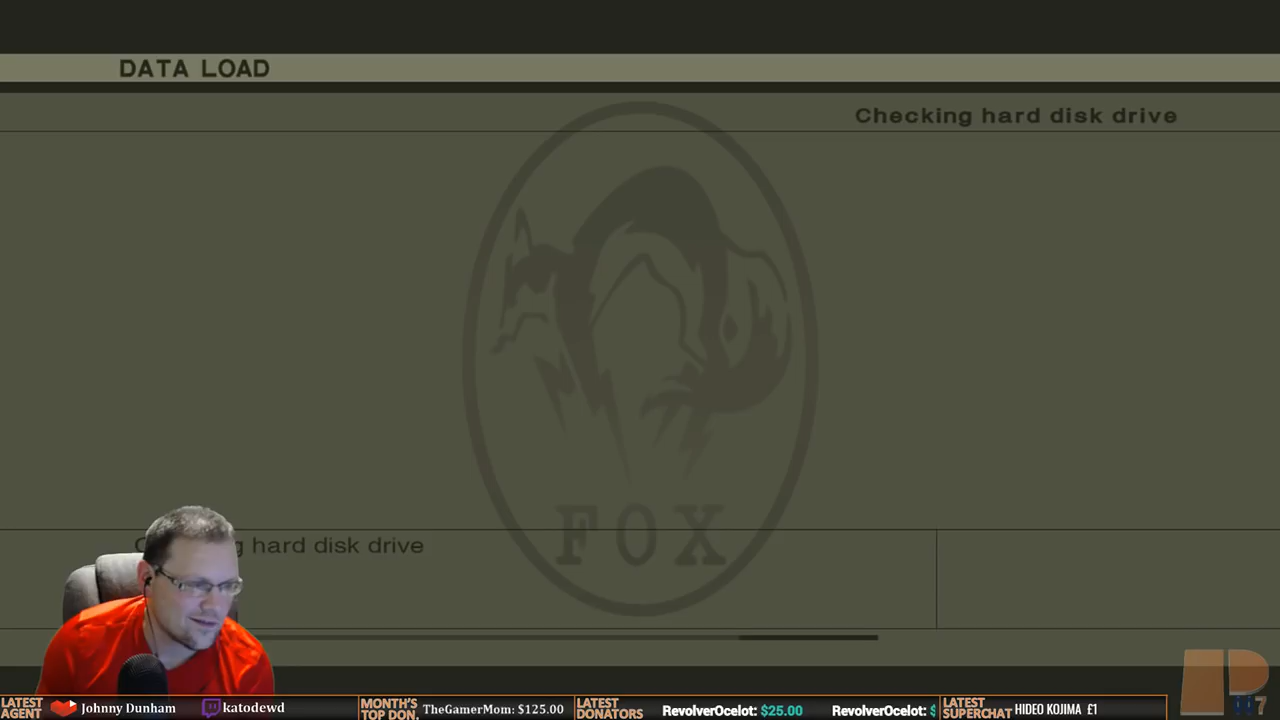 DATA LOAD
Checking hard disk drive
FOX
hard disk drive
LATEST AGENT Johnny Dunham katodewd
MONTH'S TOP DON. TheGamerMom: $125.00
LATEST DONATORS RevolverOcelot: $25.00 RevolverOcelot: $
LATEST SUPERCHAT HIDEO KOJIMA £1